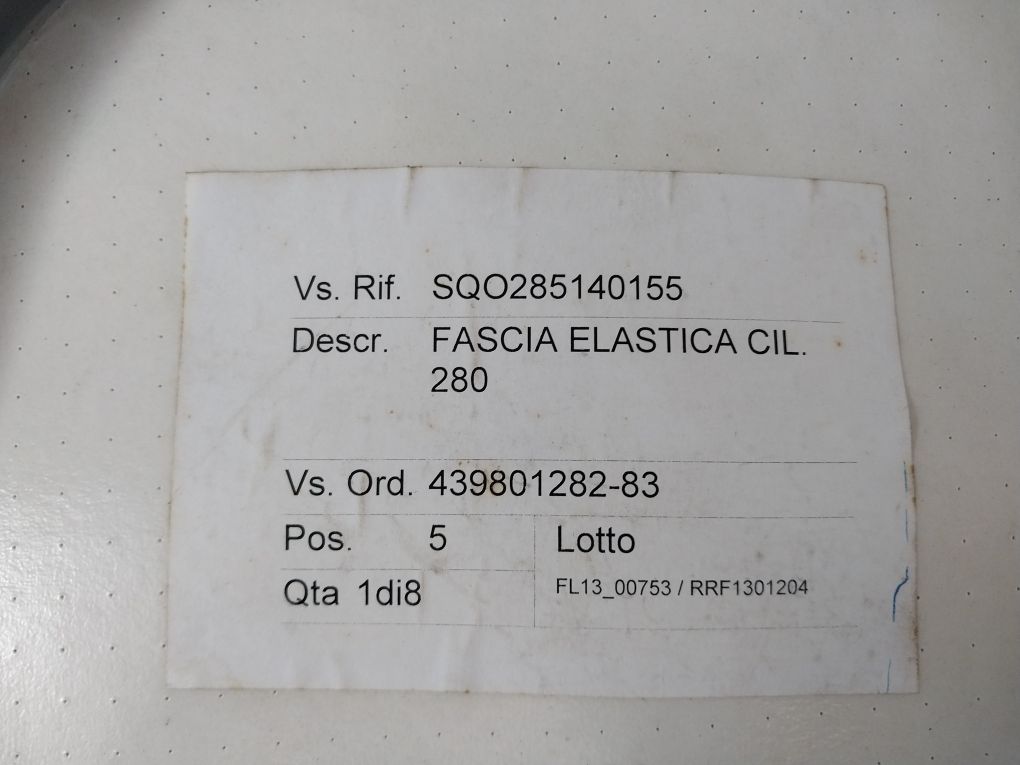 Vs. Rif. SQO285140155
Descr. FASCIA ELASTICA CIL.
280
Vs. Ord. 439801282-83
Pos. 5 Lotto
Qta 1di8 FL13_00753 / RRF1301204